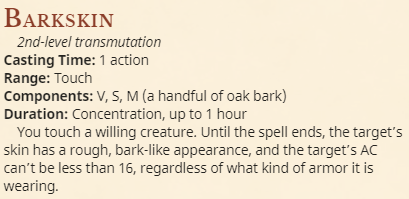 BARKSKIN
2nd-level transmutation
Casting Time: 1 action
Range: Touch
Components: V, S, M (a handful of oak bark)
Duration: Concentration, up to 1 hour
You touch a willing creature. Until the spell ends, the target's
skin has a rough, bark-like appearance, and the target's AC
can't be less than 16, regardless of what kind of armor it is
wearing.